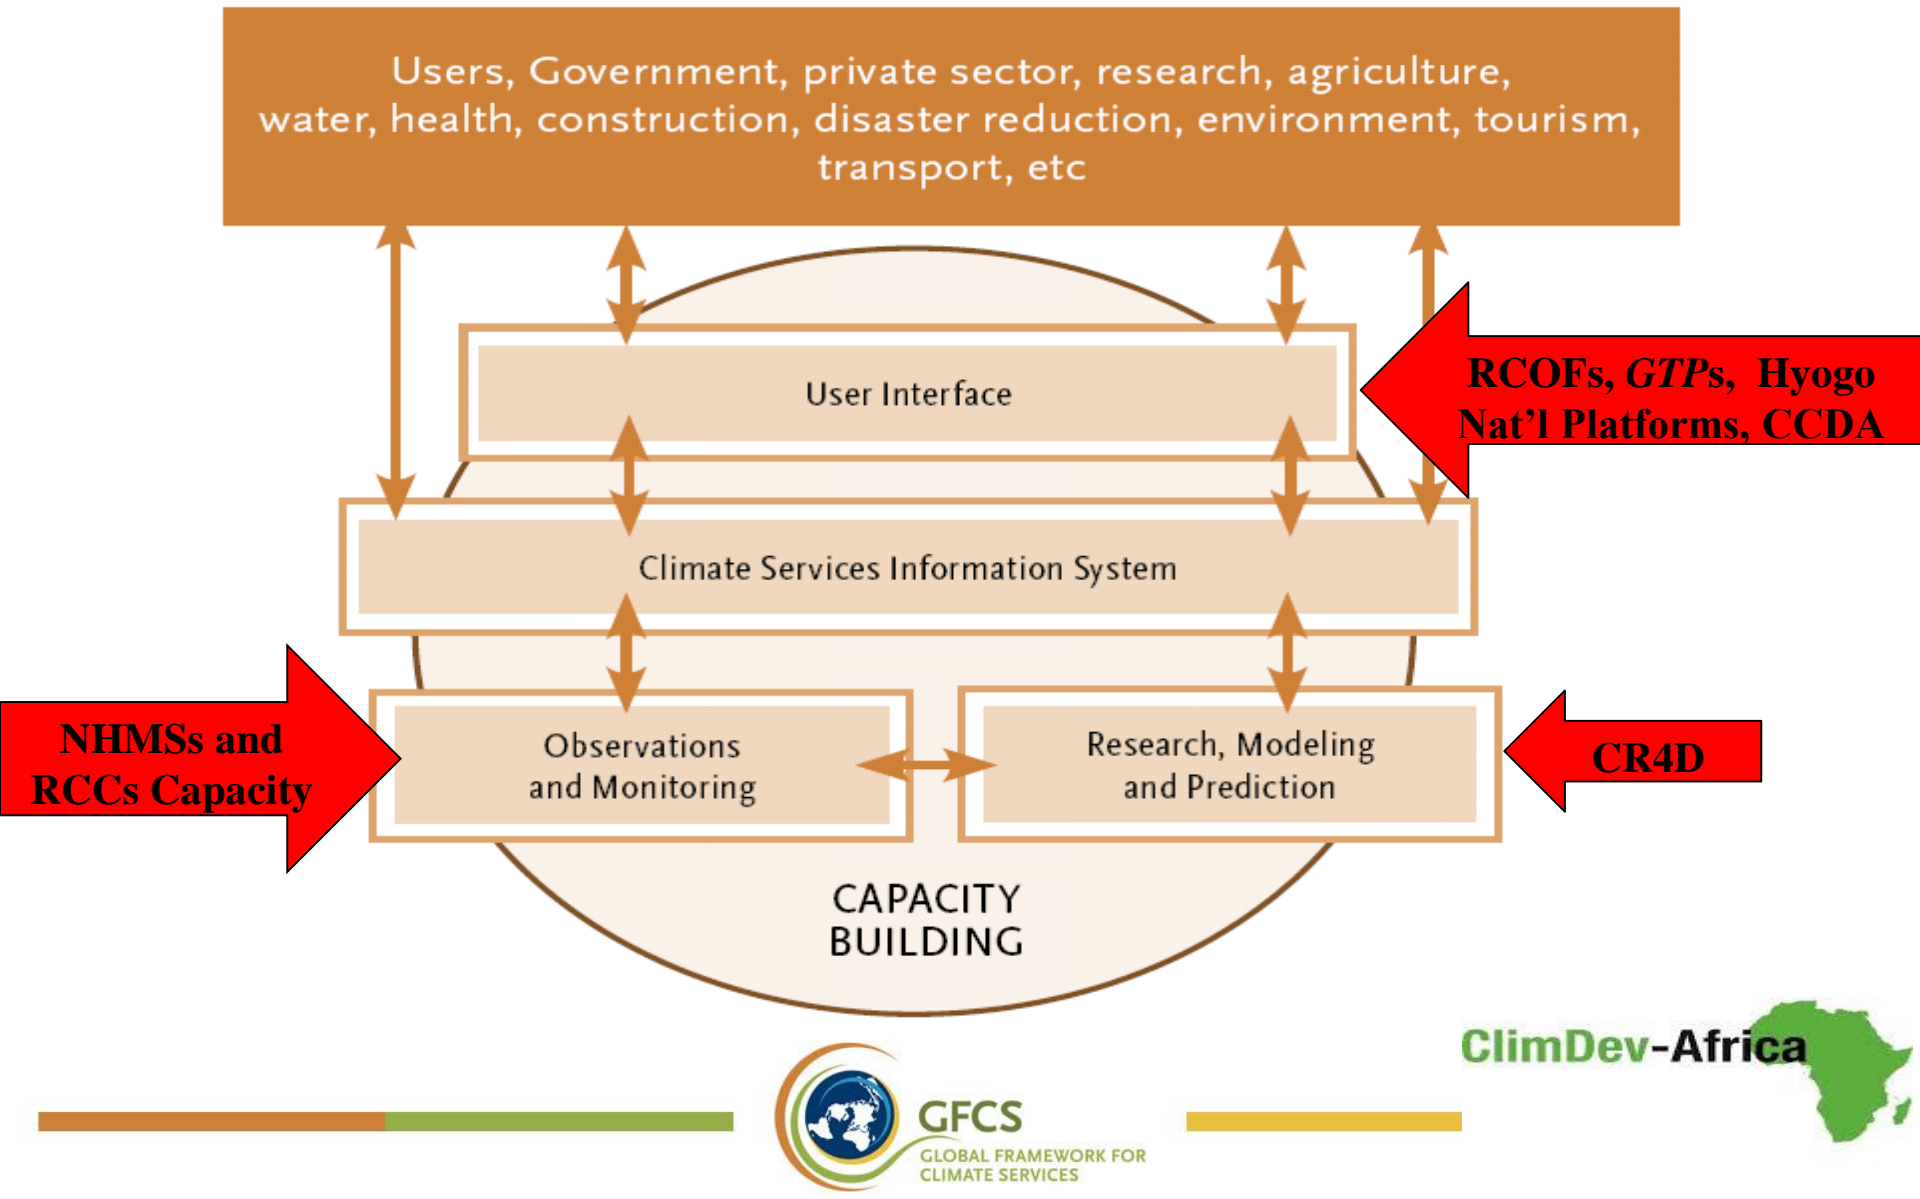 Users, Government, private sector, research, agriculture,
water, health, construction, disaster reduction, environment, tourism,
transport, etc
User Interface
RCOFs, GTPs, Hyogo
Nat’l Platforms, CCDA
Climate Services Information System
NHMSs and
RCCs Capacity
Observations
and Monitoring
Research, Modeling
and Prediction
CR4D
CAPACITY
BUILDING
ClimDev-Africa
GFCS
GLOBAL FRAMEWORK FOR
CLIMATE SERVICES